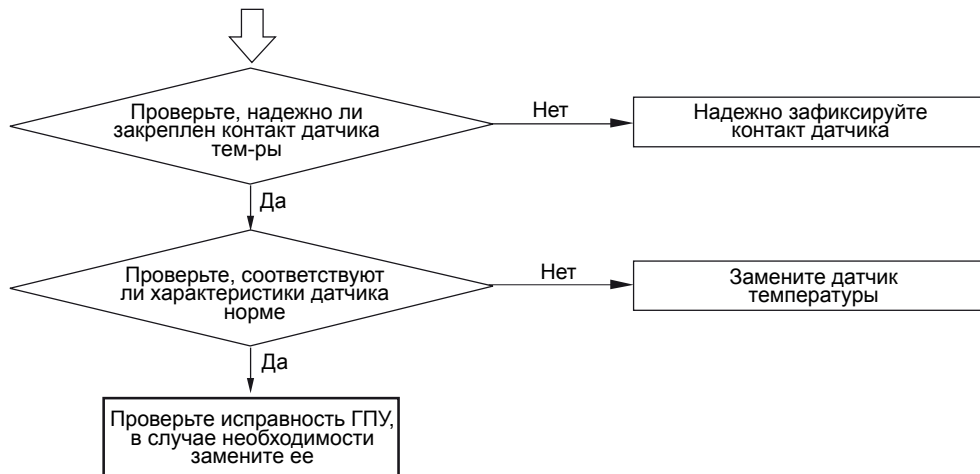 Проверьте, надежно ли
закреплен контакт датчика
тем-ры
Нет
Надежно зафиксируйте
контакт датчика
Да
Проверьте, соответствуют
ли характеристики датчика
норме
Нет
Замените датчик
температуры
Да
Проверьте исправность ГПУ,
в случае необходимости
замените ее